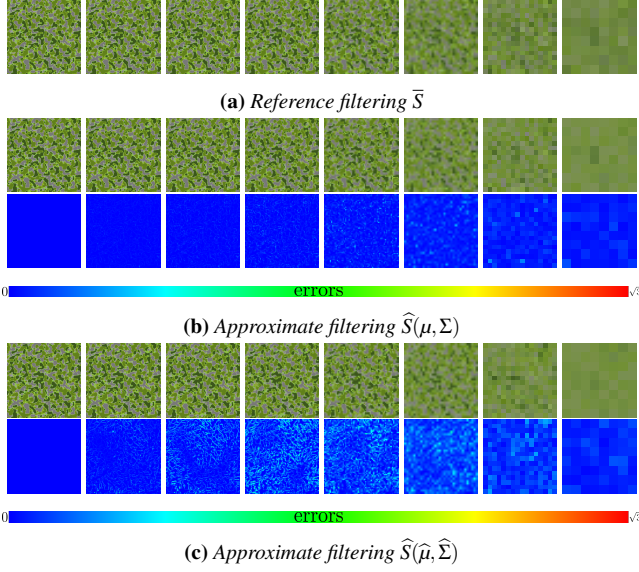 (a) Reference filtering S̅
0 errors √3
(b) Approximate filtering Ŝ(μ,Σ)
0 errors √3
(c) Approximate filtering Ŝ(μ̂,Σ̂)